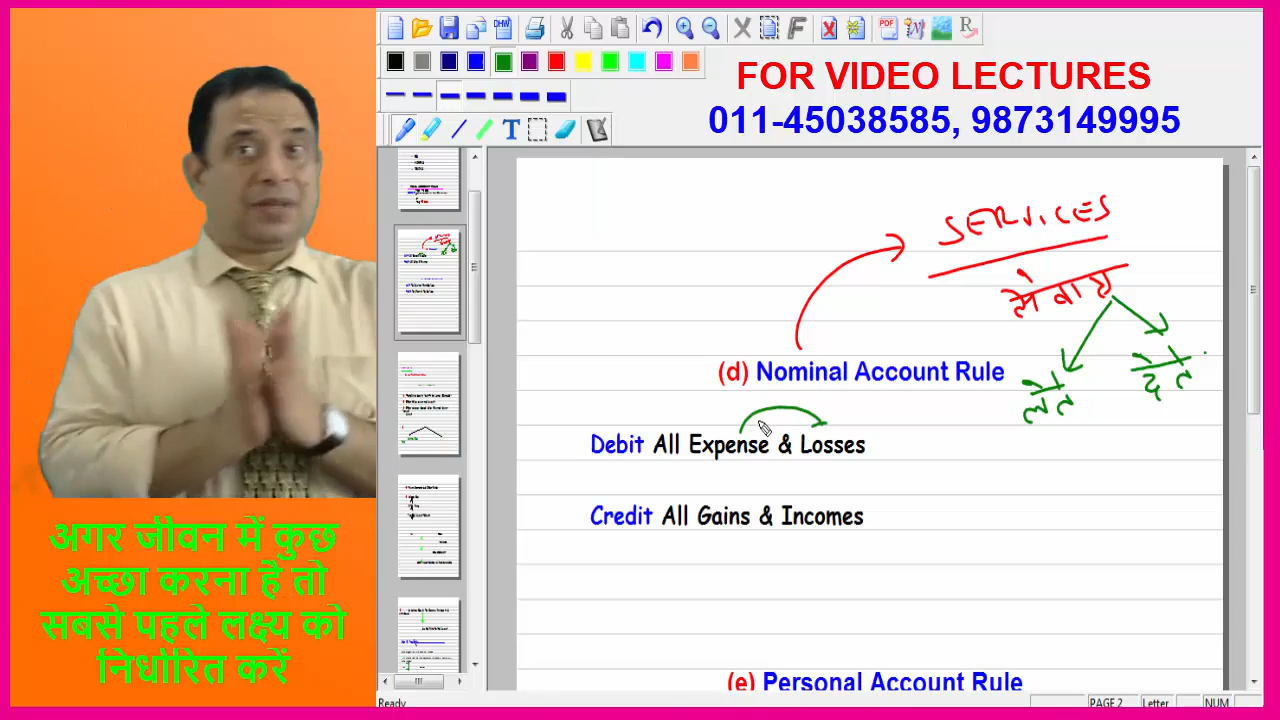 FOR VIDEO LECTURES
011-45038585, 9873149995
SERVICES
(d) Nominal Account Rule
Debit All Expense & Losses
Credit All Gains & Incomes
(e) Personal Account Rule
अगर जीवन में कुछ
अच्छा करना है तो
सबसे पहले लक्ष्य को
निर्धारित करें
Ready
PAGE 2
Letter
NUM